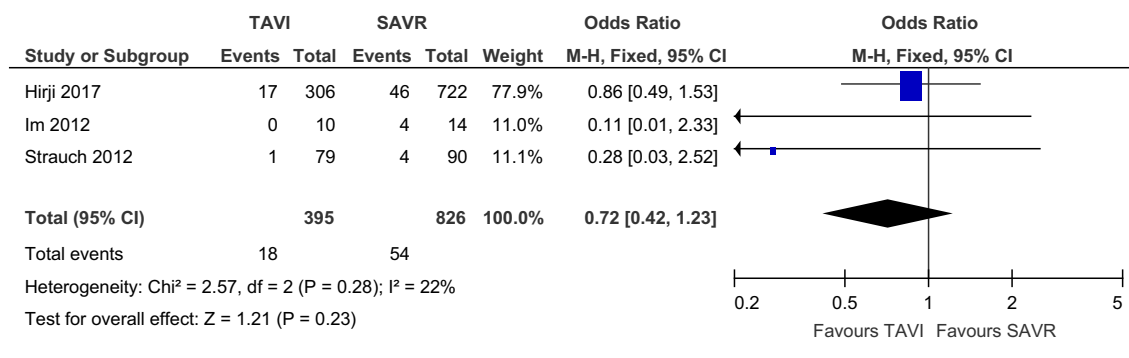 TAVI SAVR Odds Ratio Odds Ratio
Study or Subgroup Events Total Events Total Weight M-H, Fixed, 95% CI M-H, Fixed, 95% CI
Hirji 2017 17 306 46 722 77.9% 0.86 [0.49, 1.53]
Im 2012 0 10 4 14 11.0% 0.11 [0.01, 2.33]
Strauch 2012 1 79 4 90 11.1% 0.28 [0.03, 2.52]
Total (95% CI) 395 826 100.0% 0.72 [0.42, 1.23]
Total events 18 54
Heterogeneity: Chi² = 2.57, df = 2 (P = 0.28); I² = 22%
Test for overall effect: Z = 1.21 (P = 0.23)
0.2 0.5 1 2 5
Favours TAVI Favours SAVR